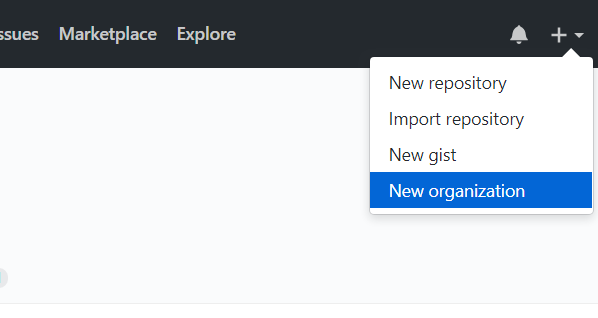 ssues Marketplace Explore
New repository
Import repository
New gist
New organization